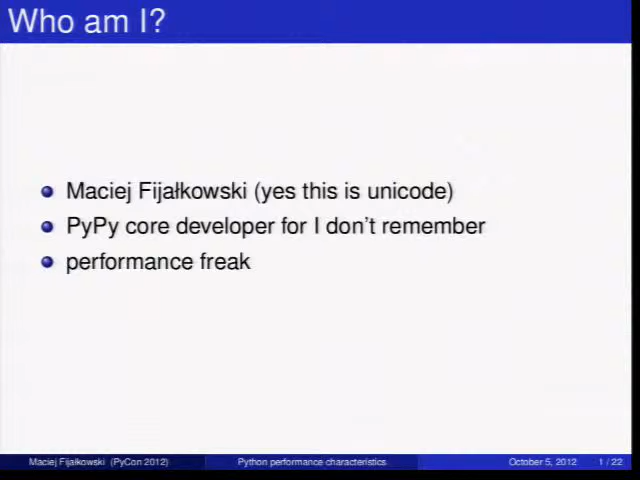 Who am I?
Maciej Fijałkowski (yes this is unicode)
PyPy core developer for I don't remember
performance freak
Maciej Fijałkowski (PyCon 2012) Python performance characteristics October 5, 2012 1 / 22